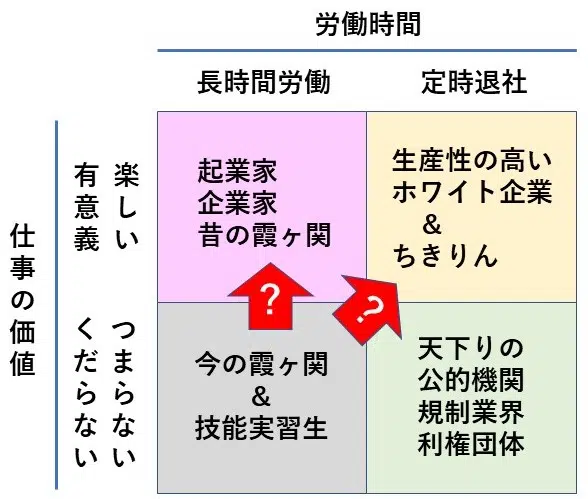 労働時間
長時間労働
定時退社
仕事の価値
楽しい
有意義
起業家
企業家
昔の霞ヶ関
生産性の高い
ホワイト企業
&
ちきりん
?
?
つまらない
くだらない
今の霞ヶ関
&
技能実習生
天下りの
公的機関
規制業界
利権団体